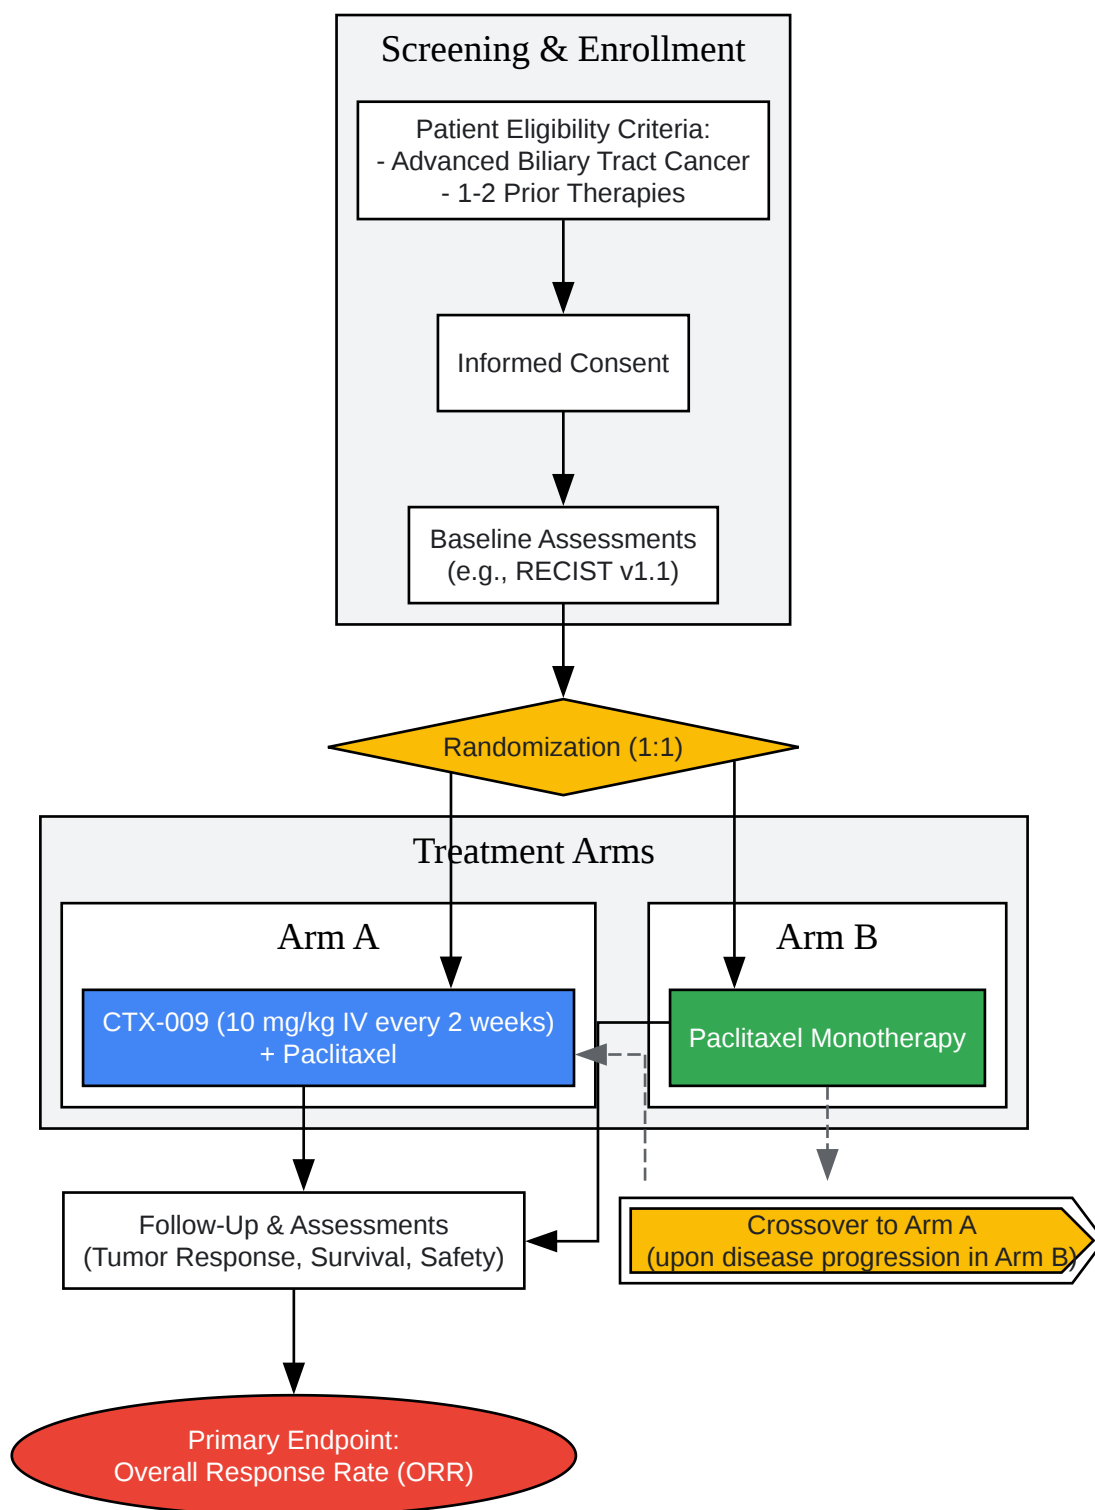 Screening & Enrollment
Patient Eligibility Criteria:
- Advanced Biliary Tract Cancer
- 1-2 Prior Therapies
Informed Consent
Baseline Assessments
(e.g., RECIST v1.1)
Randomization (1:1)
Treatment Arms
Arm A
CTX-009 (10 mg/kg IV every 2 weeks)
+ Paclitaxel
Arm B
Paclitaxel Monotherapy
Follow-Up & Assessments
(Tumor Response, Survival, Safety)
Crossover to Arm A
(upon disease progression in Arm B)
Primary Endpoint:
Overall Response Rate (ORR)